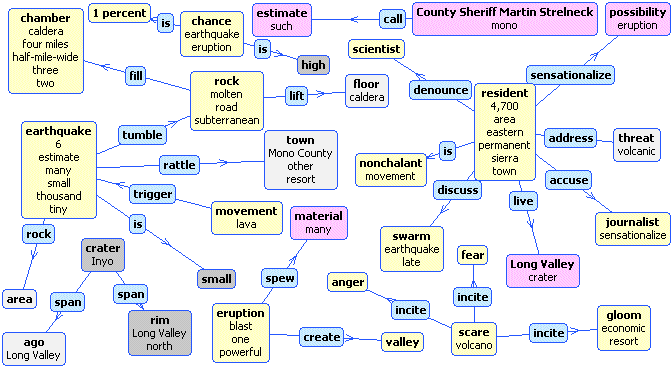 chamber
caldera
four miles
half-mile-wide
three
two
1 percent
is
chance
earthquake
eruption
is
high
estimate
such
call
County Sheriff Martin Strelneck
mono
possibility
eruption
scientist
denounce
sensationalize
fill
rock
molten
road
subterranean
lift
floor
caldera
resident
4,700
area
eastern
permanent
sierra
town
earthquake
6
estimate
many
small
thousand
tiny
tumble
rattle
town
Mono County
other
resort
is
nonchalant
movement
address
threat
volcanic
discuss
accuse
trigger
movement
lava
live
journalist
sensationalize
rock
is
material
many
swarm
earthquake
late
crater
Inyo
small
fear
Long Valley
crater
area
span
span
spew
anger
incite
incite
ago
Long Valley
rim
Long Valley
north
eruption
blast
one
powerful
create
valley
scare
volcano
incite
gloom
economic
resort